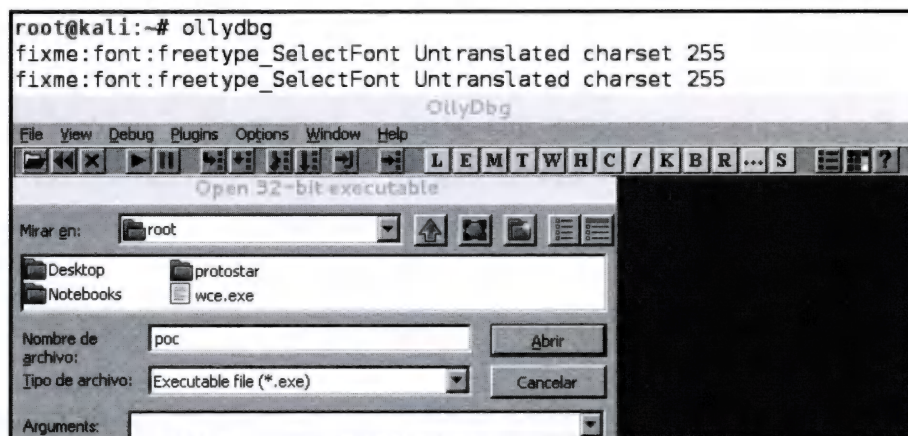 root@kali:~# ollydbg
fixme:font:freetype_SelectFont Untranslated charset 255
fixme:font:freetype_SelectFont Untranslated charset 255
OllyDbg
File View Debug Plugins Options Window Help
L E M T W H C / K B R ... S ?
Open 32-bit executable
Mirar en: root
Desktop protostar
Notebooks wce.exe
Nombre de archivo: poc Abrir
Tipo de archivo: Executable file (*.exe) Cancelar
Arguments: